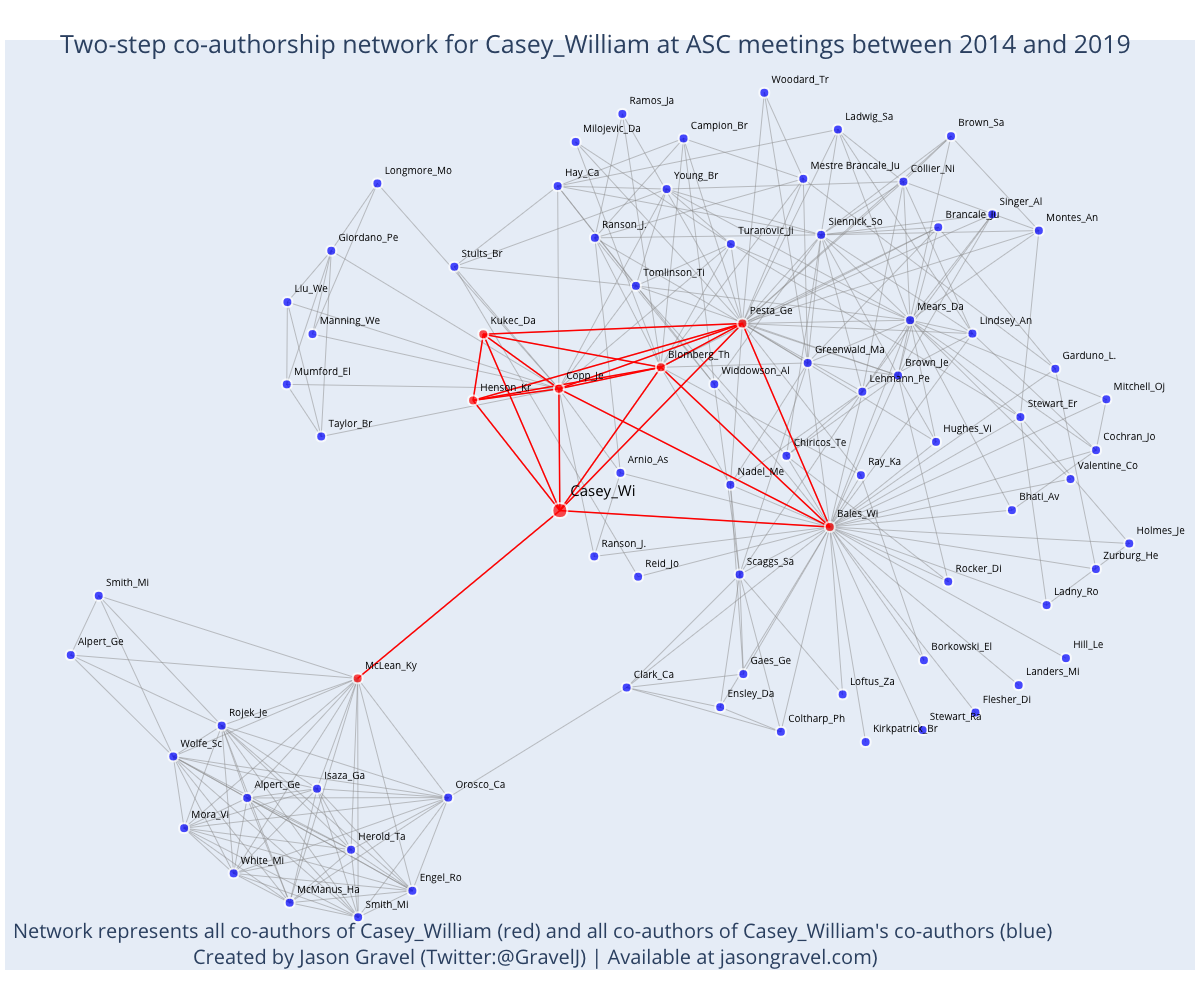 Two-step co-authorship network for Casey_William at ASC meetings between 2014 and 2019
Woodard_Tr
Ramos_Ja
Ladwig_Sa
Brown_Sa
Milojevic_Da
Campion_Br
Longmore_Mo
Hay_Ca
Young_Br
Mestre Brancale_Ju
Collier_Ni
Singer_Al
Brancale_Ju
Montes_An
Ranson_J.
Siennick_So
Turanovic_Ji
Giordano_Pe
Stults_Br
Tomlinson_Ti
Liu_We
Mears_Da
Pesta_Ge
Manning_We
Kukec_Da
Lindsey_An
Blomberg_Th
Greenwald_Ma
Brown_Je
Garduno_L.
Mumford_El
Henson_Kr
Copp_Je
Widdowson_Al
Lehmann_Pe
Mitchell_Oj
Stewart_Er
Taylor_Br
Chiricos_Te
Hughes_Vi
Cochran_Jo
Arnio_As
Nadel_Me
Ray_Ka
Valentine_Co
Casey_Wi
Bhati_Av
Bales_Wi
Ranson_J.
Holmes_Je
Reid_Jo
Scaggs_Sa
Rocker_Di
Zurburg_He
Smith_Mi
Ladny_Ro
Alpert_Ge
McLean_Ky
Borkowski_El
Hill_Le
Clark_Ca
Gaes_Ge
Landers_Mi
Ensley_Da
Loftus_Za
Flesher_Di
Rojek_Je
Coltharp_Ph
Kirkpatrick_Br
Stewart_Ra
Wolfe_Sc
Alpert_Ge
Isaza_Ga
Orosco_Ca
Mora_Vi
Herold_Ta
White_Mi
McManus_Ha
Engel_Ro
Smith_Mi
Network represents all co-authors of Casey_William (red) and all co-authors of Casey_William's co-authors (blue)
Created by Jason Gravel (Twitter:@GravelJ) | Available at jasongravel.com)